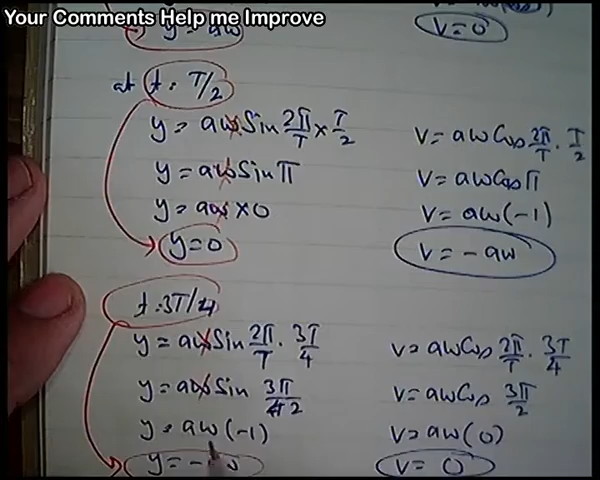 Your Comments Help me Improve
y = aω
v = 0
at t = T/2
y = aω Sin 2π/T × T/2
v = aω Cos 2π/T . T/2
y = aω Sin π
v = aω Cos π
y = aω × 0
v = aω (-1)
y = 0
v = - aω
t = 3T/4
y = aω Sin 2π/T . 3T/4
v = aω Cos 2π/T . 3T/4
y = aω Sin 3π/2
v = aω Cos 3π/2
y = aω (-1)
v = aω (0)
y = -
v = 0